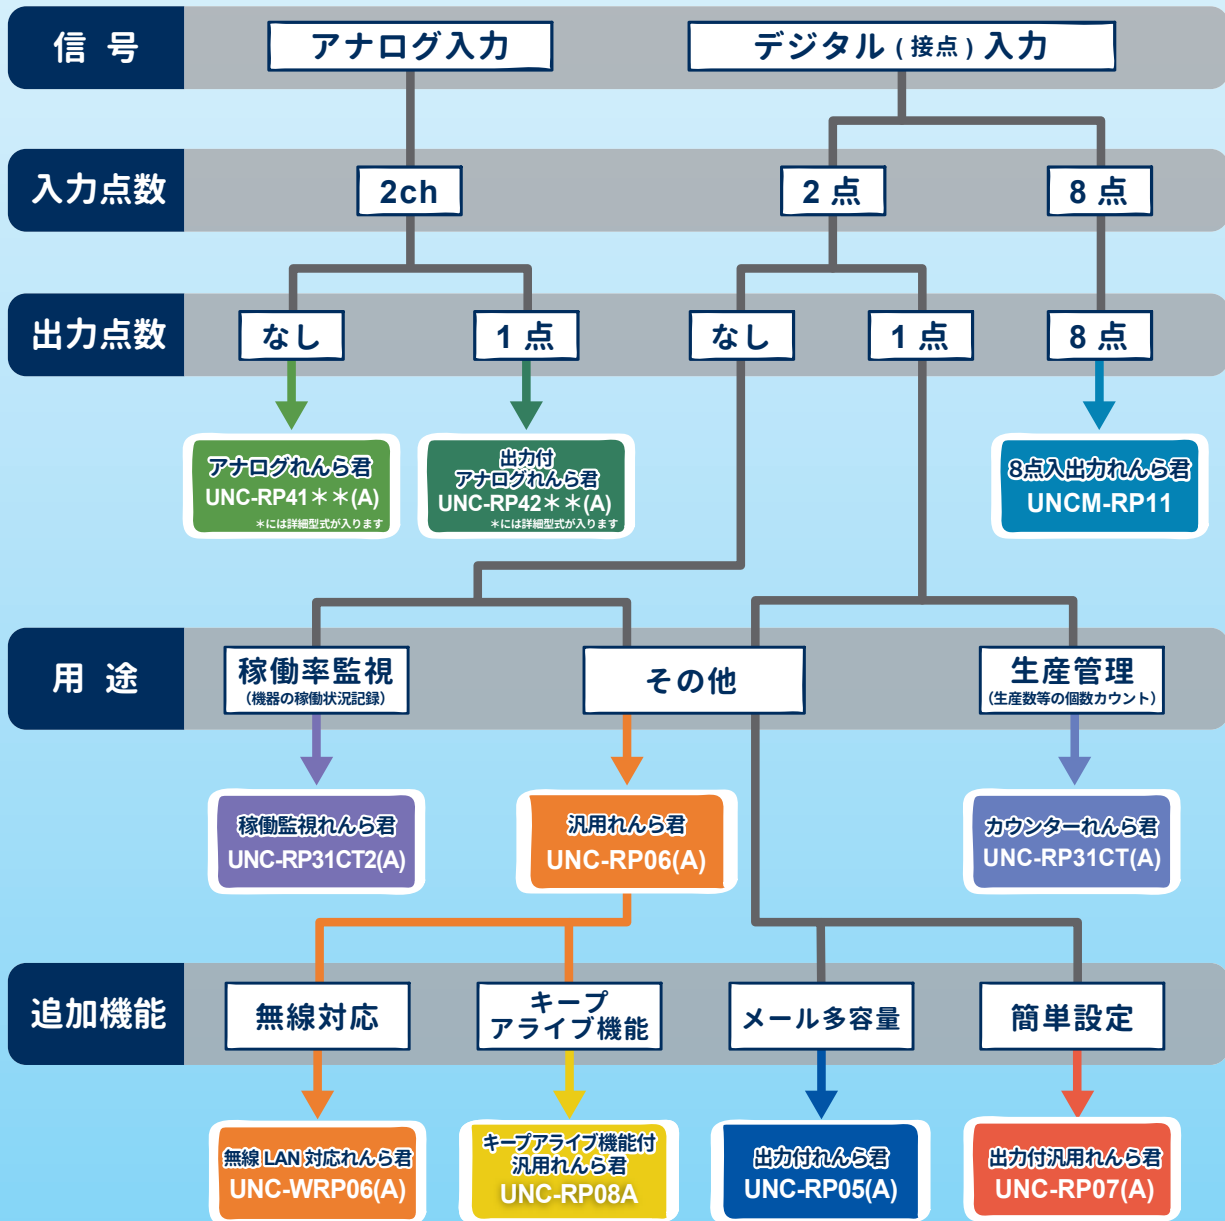 信 号
アナログ入力
デジタル(接点)入力
入力点数
2ch
2 点
8 点
出力点数
なし
1 点
なし
1 点
8 点
アナログれんら君
UNC-RP41＊＊(A)
＊には詳細型式が入ります
出力付
アナログれんら君
UNC-RP42＊＊(A)
＊には詳細型式が入ります
8点入出力れんら君
UNCM-RP11
用 途
稼働率監視
(機器の稼働状況記録)
その他
生産管理
(生産数等の個数カウント)
稼働監視れんら君
UNC-RP31CT2(A)
汎用れんら君
UNC-RP06(A)
カウンターれんら君
UNC-RP31CT(A)
追加機能
無線対応
キープ
アライブ機能
メール多容量
簡単設定
無線 LAN 対応れんら君
UNC-WRP06(A)
キープアライブ機能付
汎用れんら君
UNC-RP08A
出力付れんら君
UNC-RP05(A)
出力付汎用れんら君
UNC-RP07(A)